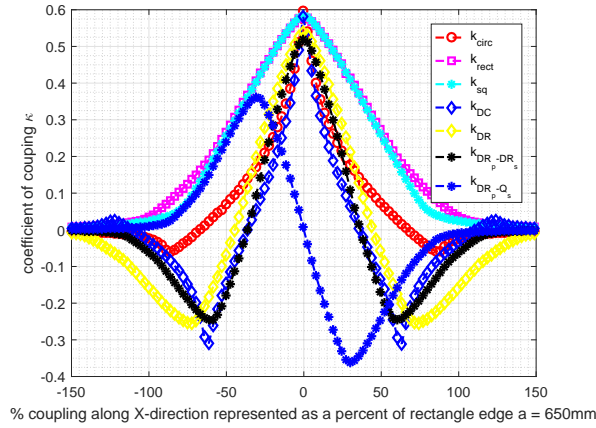 0.6
0.5
0.4
0.3
0.2
0.1
0
-0.1
-0.2
-0.3
-0.4
-150 -100 -50 0 50 100 150
coefficient of couping κ
% coupling along X-direction represented as a percent of rectangle edge a = 650mm
k_circ
k_rect
k_sq
k_DC
k_DR
k_DR_p-DR_s
k_DR_p-Q_s